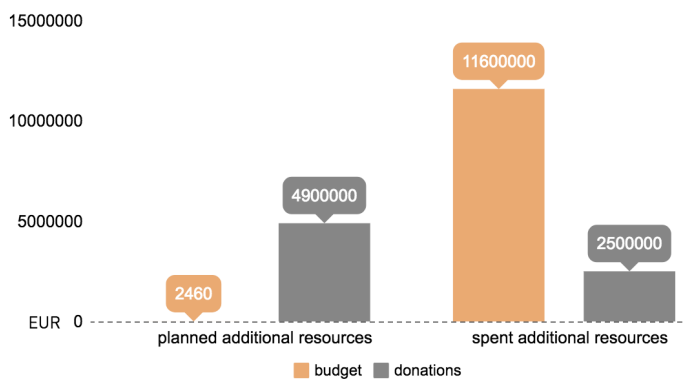 15000000
11600000
10000000
4900000
5000000
2500000
2460
EUR 0
planned additional resources spent additional resources
budget donations